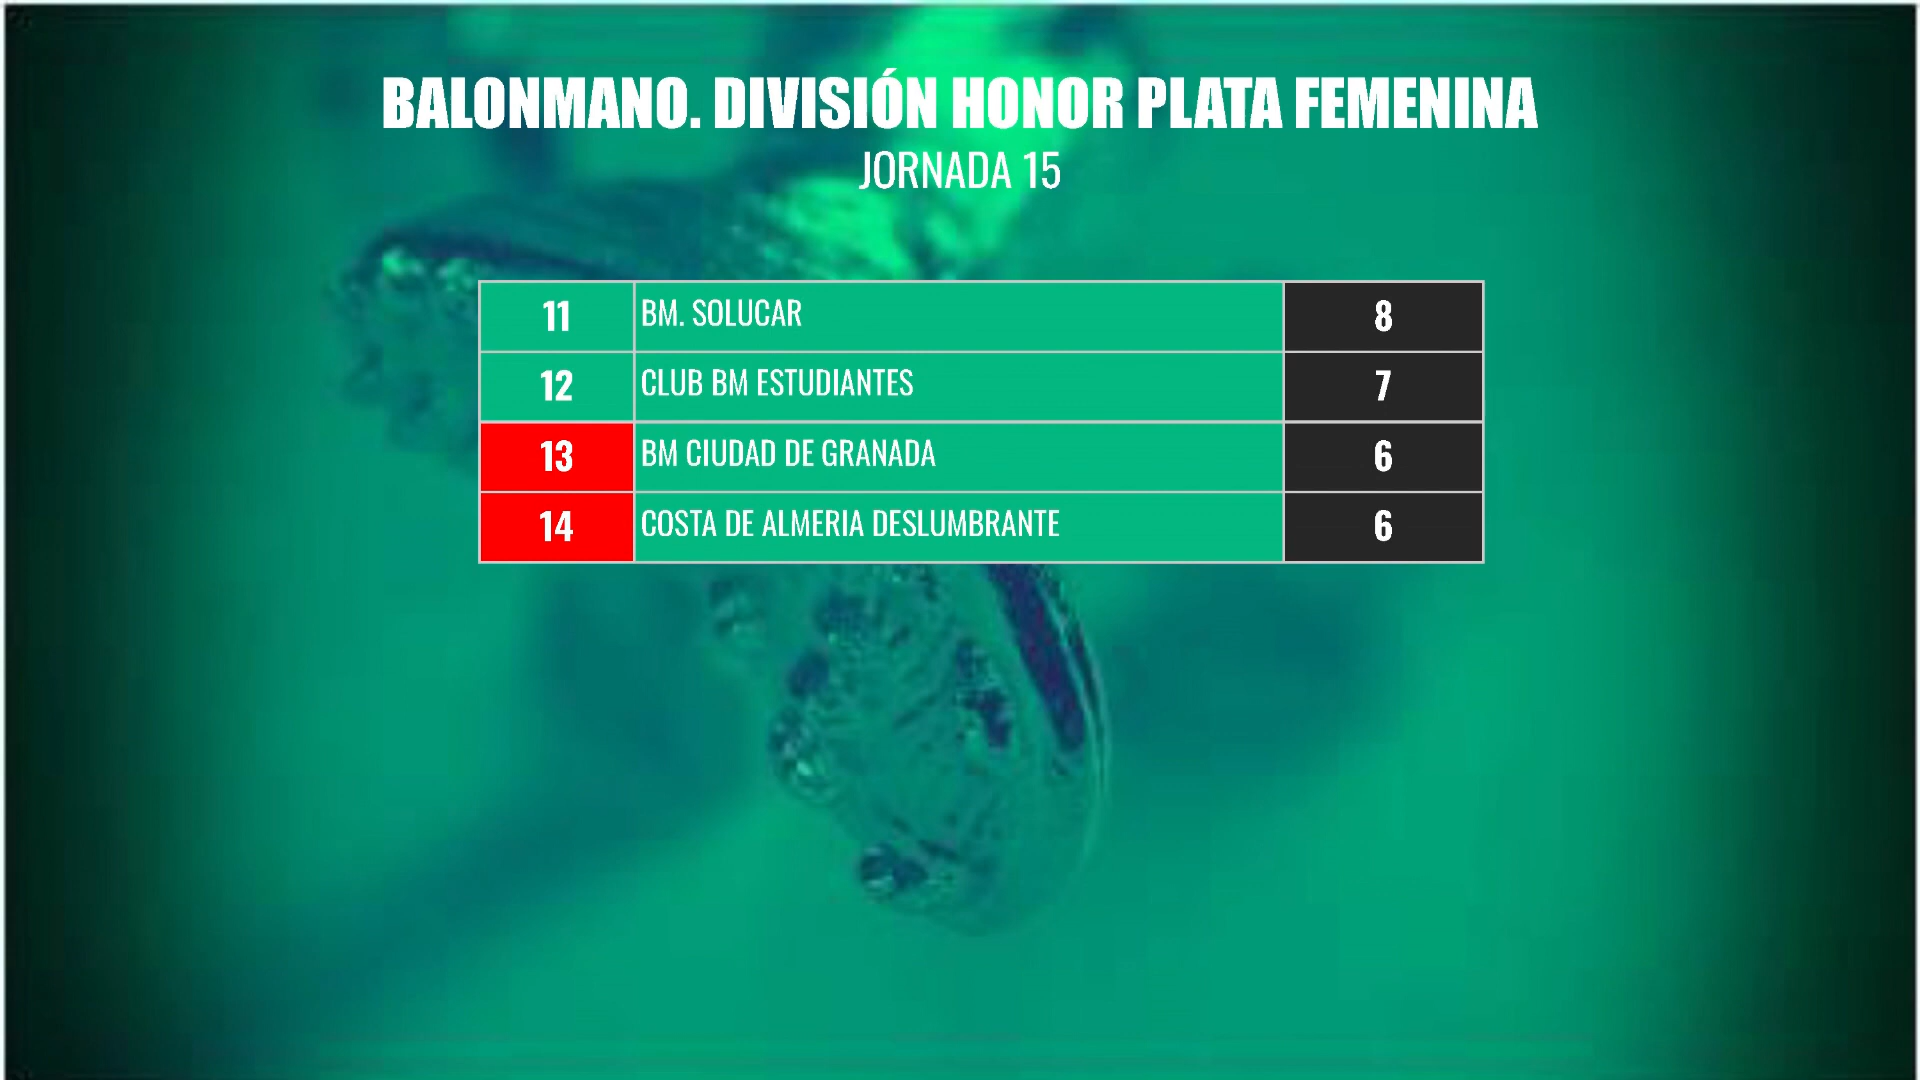 BALONMANO. DIVISIÓN HONOR PLATA FEMENINA
JORNADA 15
11 BM. SOLUCAR 8
12 CLUB BM ESTUDIANTES 7
13 BM CIUDAD DE GRANADA 6
14 COSTA DE ALMERIA DESLUMBRANTE 6